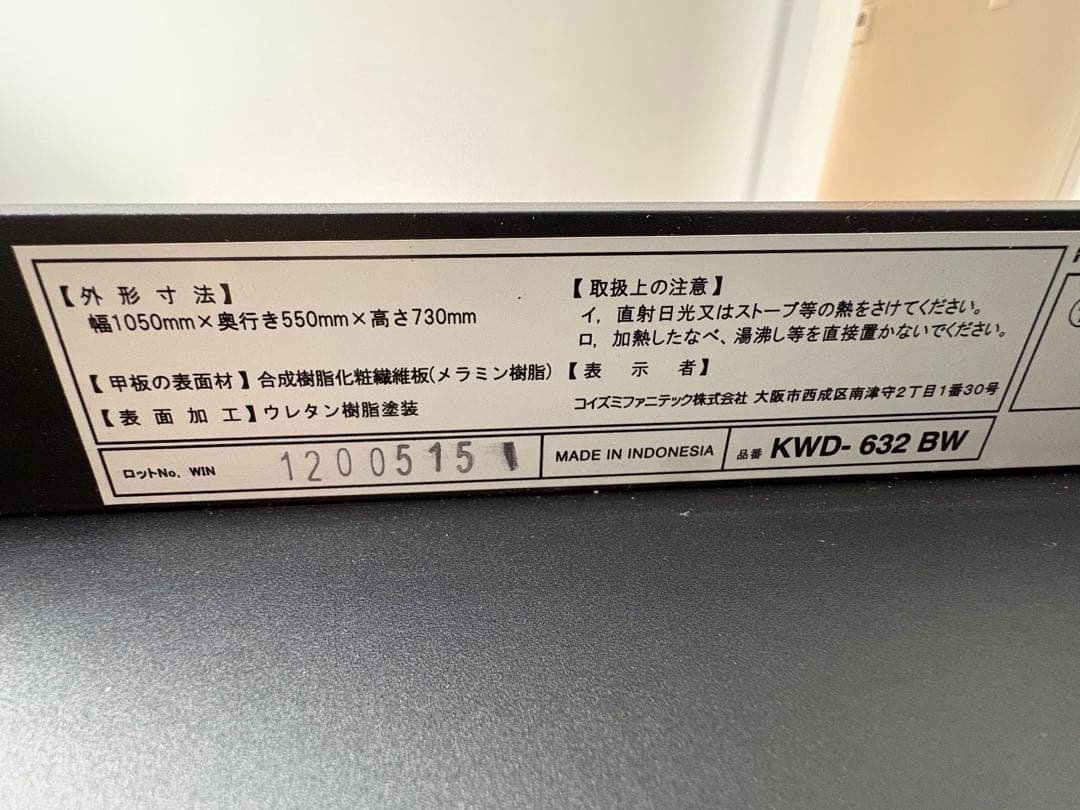 【外形寸法】
幅1050mm×奥行き550mm×高さ730mm
【甲板の表面材】合成樹脂化粧繊維板(メラミン樹脂)
【表面加工】ウレタン樹脂塗装
【取扱上の注意】
イ, 直射日光又はストーブ等の熱をさけてください。
ロ, 加熱したなべ、湯沸し等を直接置かないでください。
【表示者】
コイズミファニテック株式会社 大阪市西成区南津守2丁目1番30号
ロットNo. WIN 1200515
MADE IN INDONESIA
品番 KWD- 632 BW